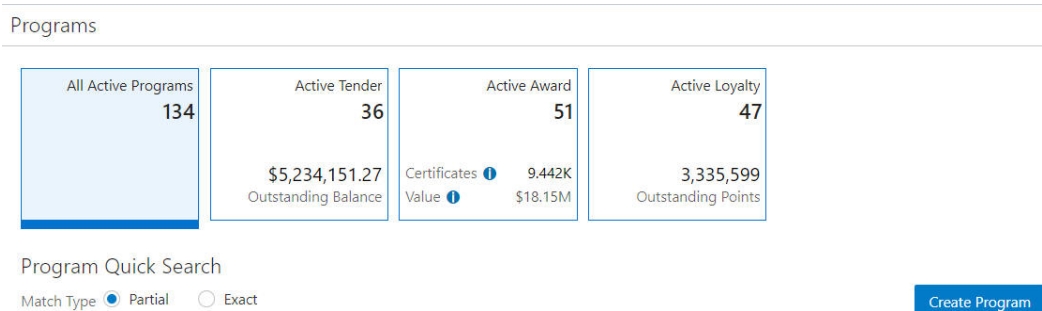 Programs
All Active Programs
134
Active Tender
36
$5,234,151.27
Outstanding Balance
Active Award
51
Certificates 9.442K
Value $18.15M
Active Loyalty
47
3,335,599
Outstanding Points
Program Quick Search
Match Type Partial Exact
Create Program